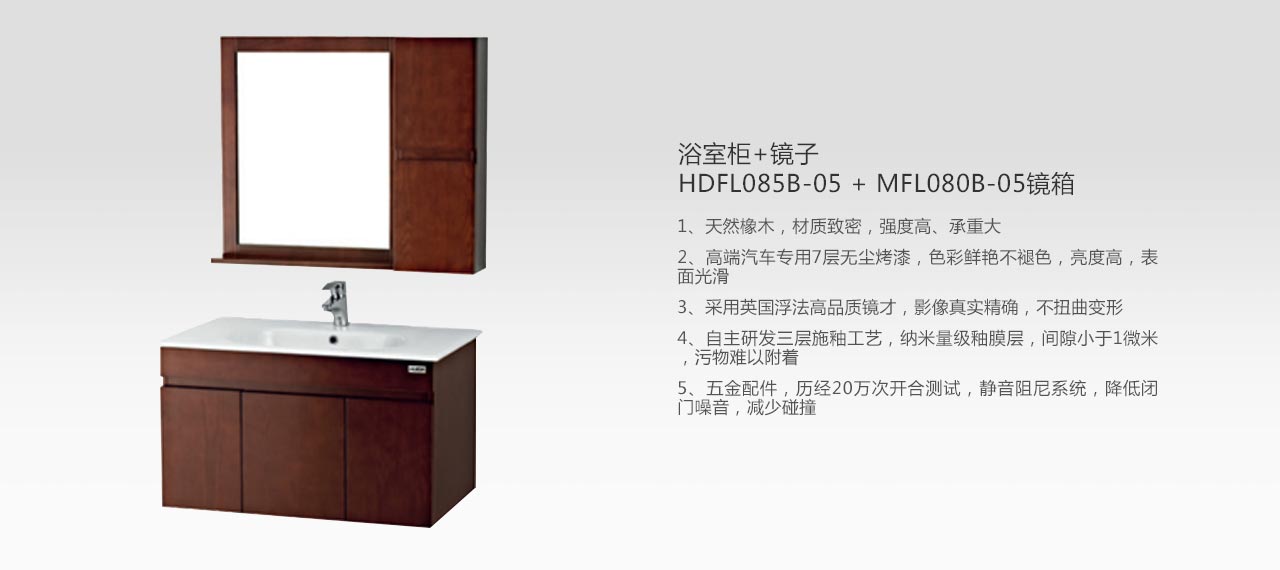 浴室柜+镜子
HDFL085B-05 + MFL080B-05镜箱
1、天然橡木，材质致密，强度高、承重大
2、高端汽车专用7层无尘烤漆，色彩鲜艳不褪色，亮度高，表
面光滑
3、采用英国浮法高品质镜才，影像真实精确，不扭曲变形
4、自主研发三层施釉工艺，纳米量级釉膜层，间隙小于1微米
，污物难以附着
5、五金配件，历经20万次开合测试，静音阻尼系统，降低闭
门噪音，减少碰撞